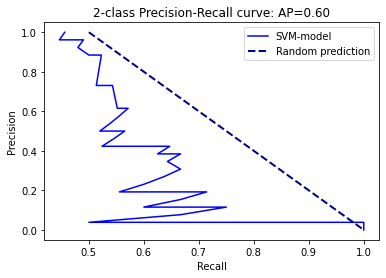 2-class Precision-Recall curve: AP=0.60
SVM-model
Random prediction
1.0
0.8
0.6
0.4
0.2
0.0
Precision
0.5
0.6
0.7
0.8
0.9
1.0
Recall